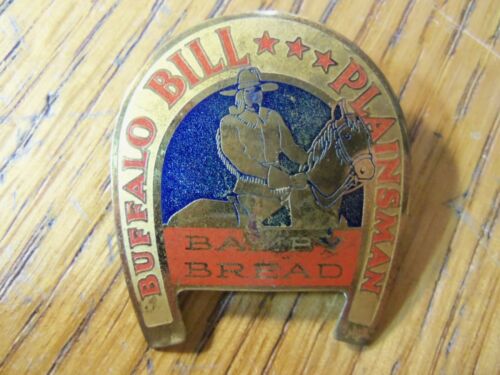 BUFFALO BILL ★★★ PLAINSMAN
BAMBY
BREAD